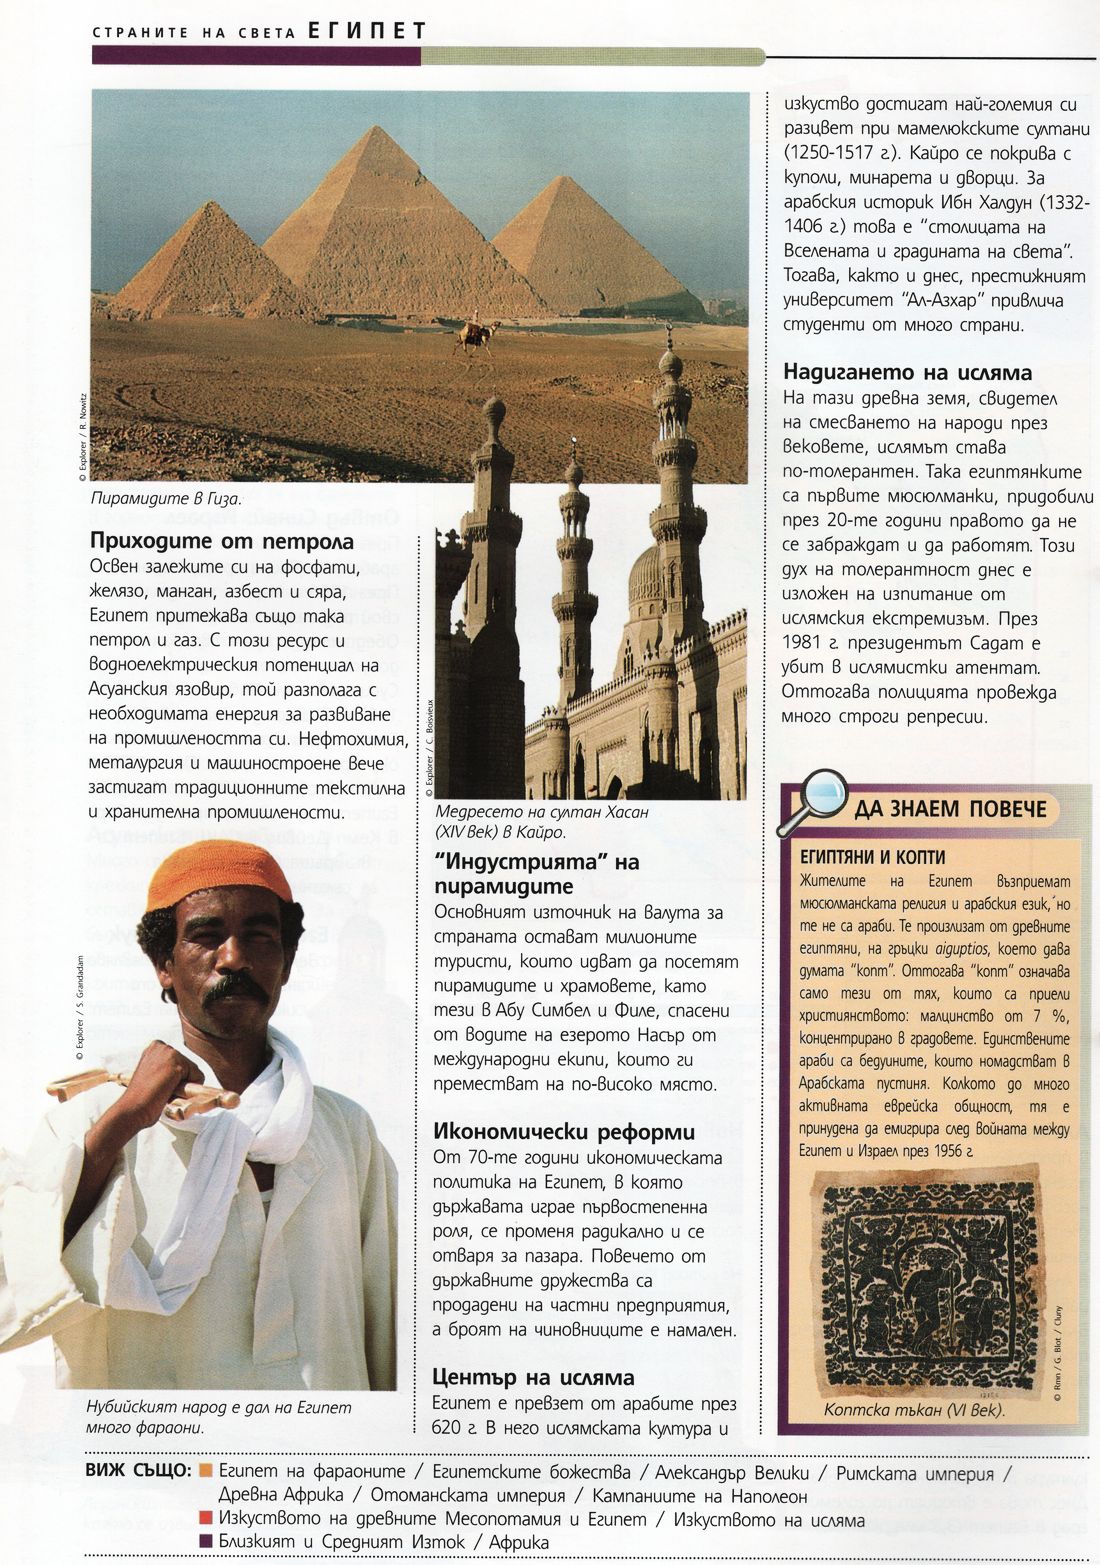 СТРАНИТЕ НА СВЕТА ЕГИПЕТ
© Explorer / R. Nowitz
Пирамидите в Гиза.
Приходите от петрола
Освен залежите си на фосфати,
желязо, манган, азбест и сяра,
Египет притежава също така
петрол и газ. С този ресурс и
водноелектрическия потенциал на
Асуанския язовир, той разполага с
необходимата енергия за развиване
на промишлеността си. Нефтохимия,
металургия и машиностроене вече
застигат традиционните текстилна
и хранителна промишлености.
© Explorer / S. Grandadam
Нубийският народ е дал на Египет
много фараони.
© Explorer / C. Boisvieux
Медресето на султан Хасан
(XIV век) в Кайро.
“Индустрията” на
пирамидите
Основният източник на валута за
страната остават милионите
туристи, които идват да посетят
пирамидите и храмовете, като
тези в Абу Симбел и Филе, спасени
от водите на езерото Насър от
международни екипи, които ги
преместват на по-високо място.
Икономически реформи
От 70-те години икономическата
политика на Египет, в която
държавата играе първостепенна
роля, се променя радикално и се
отваря за пазара. Повечето от
държавните дружества са
продадени на частни предприятия,
а броят на чиновниците е намален.
Център на исляма
Египет е превзет от арабите през
620 г. В него ислямската култура и
изкуство достигат най-големия си
разцвет при мамелюкските султани
(1250-1517 г.). Кайро се покрива с
куполи, минарета и дворци. За
арабския историк Ибн Халдун (1332-
1406 г.) това е “столицата на
Вселената и градината на света”.
Тогава, както и днес, престижният
университет “Ал-Азхар” привлича
студенти от много страни.
Надигането на исляма
На тази древна земя, свидетел
на смесването на народи през
вековете, ислямът става
по-толерантен. Така египтянките
са първите мюсюлманки, придобили
през 20-те години правото да не
се забраждат и да работят. Този
дух на толерантност днес е
изложен на изпитание от
ислямския екстремизъм. През
1981 г. президентът Садат е
убит в ислямистки атентат.
Оттогава полицията провежда
много строги репресии.
ДА ЗНАЕМ ПОВЕЧЕ
ЕГИПТЯНИ И КОПТИ
Жителите на Египет възприемат
мюсюлманската религия и арабския език, но
те не са араби. Те произлизат от древните
египтяни, на гръцки aiguptios, което дава
думата “копт”. Оттогава “копт” означава
само тези от тях, които са приели
християнството: малцинство от 7 %,
концентрирано в градовете. Единствените
араби са бедуините, които номадстват в
Арабската пустиня. Колкото до много
активната еврейска общност, тя е
принудена да емигрира след войната между
Египет и Израел през 1956 г.
© Rmn / G. Blot / Cluny
Коптска тъкан (VI век).
ВИЖ СЪЩО: Египет на фараоните / Египетските божества / Александър Велики / Римската империя /
Древна Африка / Отоманската империя / Кампаниите на Наполеон
Изкуството на древните Месопотамия и Египет / Изкуството на исляма
Близкият и Средният Изток / Африка